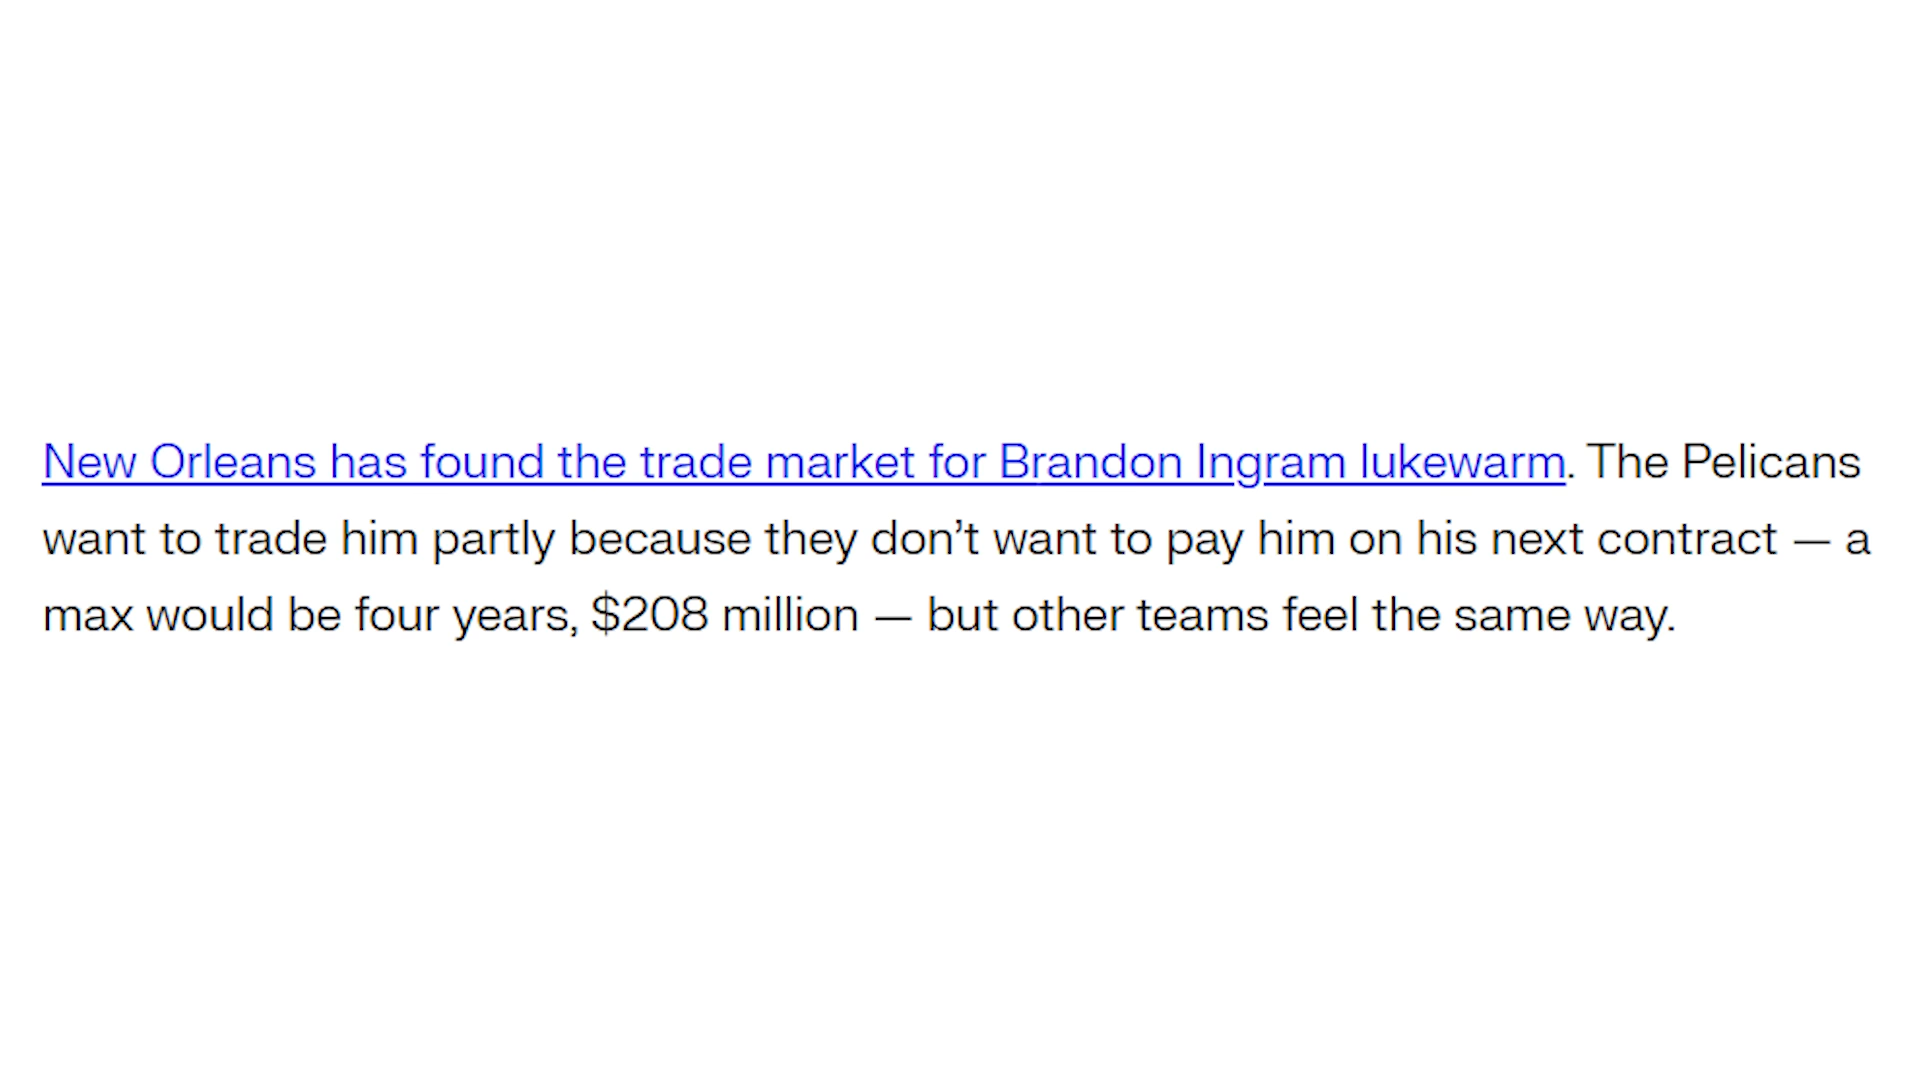 New Orleans has found the trade market for Brandon Ingram lukewarm. The Pelicans
want to trade him partly because they don’t want to pay him on his next contract — a
max would be four years, $208 million — but other teams feel the same way.